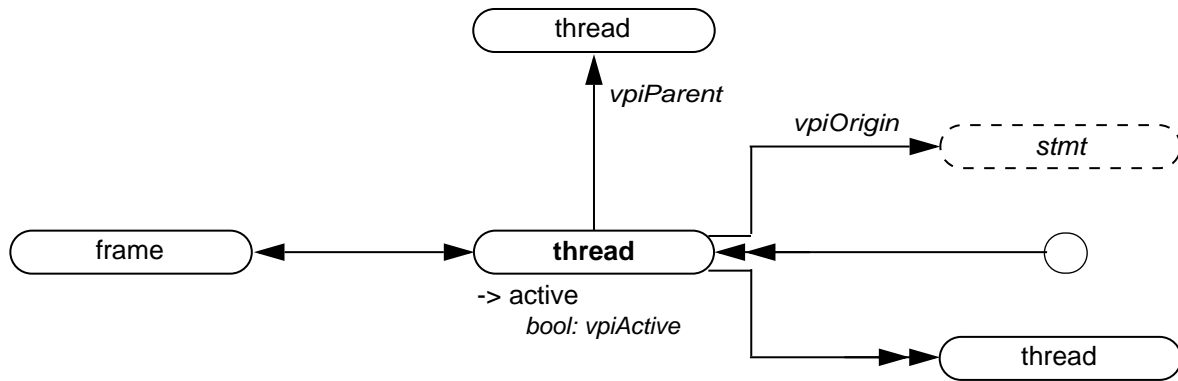 thread
vpiParent
vpiOrigin
stmt
frame
thread
-> active
bool: vpiActive
thread